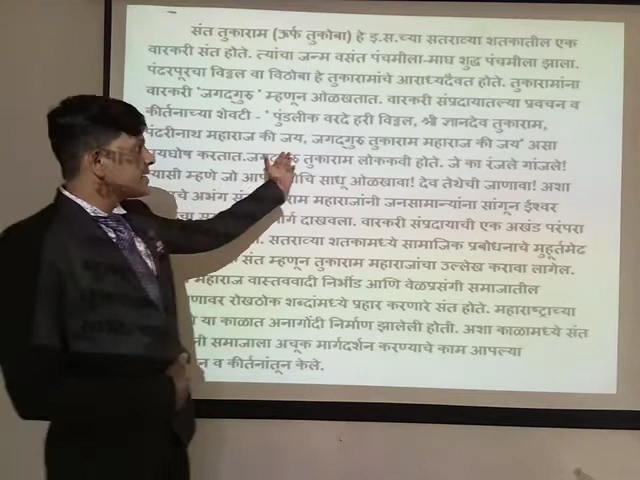 संत तुकाराम (ऊर्फ तुकोबा) हे इ.स.च्या सतराव्या शतकातील एक
वारकरी संत होते. त्यांचा जन्म वसंत पंचमीला-माघ शुद्ध पंचमीला झाला.
पंढरपूरचा विठ्ठल वा विठोबा हे तुकारामांचे आराध्यदैवत होते. तुकारामांना
वारकरी 'जगद्गुरु ' म्हणून ओळखतात. वारकरी संप्रदायातल्या प्रवचन व
कीर्तनाच्या शेवटी - ' पुंडलीक वरदे हरी विठ्ठल, श्री ज्ञानदेव तुकाराम,
पंढरीनाथ महाराज की जय, जगद्गुरु तुकाराम महाराज की जय' असा
जयघोष करतात.जगद्गुरु तुकाराम लोककवी होते. जे का रंजले गांजले!
त्यासी म्हणे जो आप साधू ओळखावा! देव तेथेची जाणावा! अशा
अभंग महाराजांनी जनसामान्यांना सांगून ईश्वर
मार्ग दाखवला. वारकरी संप्रदायाची एक अखंड परंपरा
सतराव्या शतकामध्ये सामाजिक प्रबोधनाचे मुहूर्तमेढ
संत म्हणून तुकाराम महाराजांचा उल्लेख करावा लागेल.
महाराज वास्तववादी निर्भीड आणि वेळप्रसंगी समाजातील
रोखठोक शब्दांमध्ये प्रहार करणारे संत होते. महाराष्ट्राच्या
या काळात अनागोंदी निर्माण झालेली होती. अशा काळामध्ये संत
समाजाला अचूक मार्गदर्शन करण्याचे काम आपल्या
व कीर्तनांतून केले.